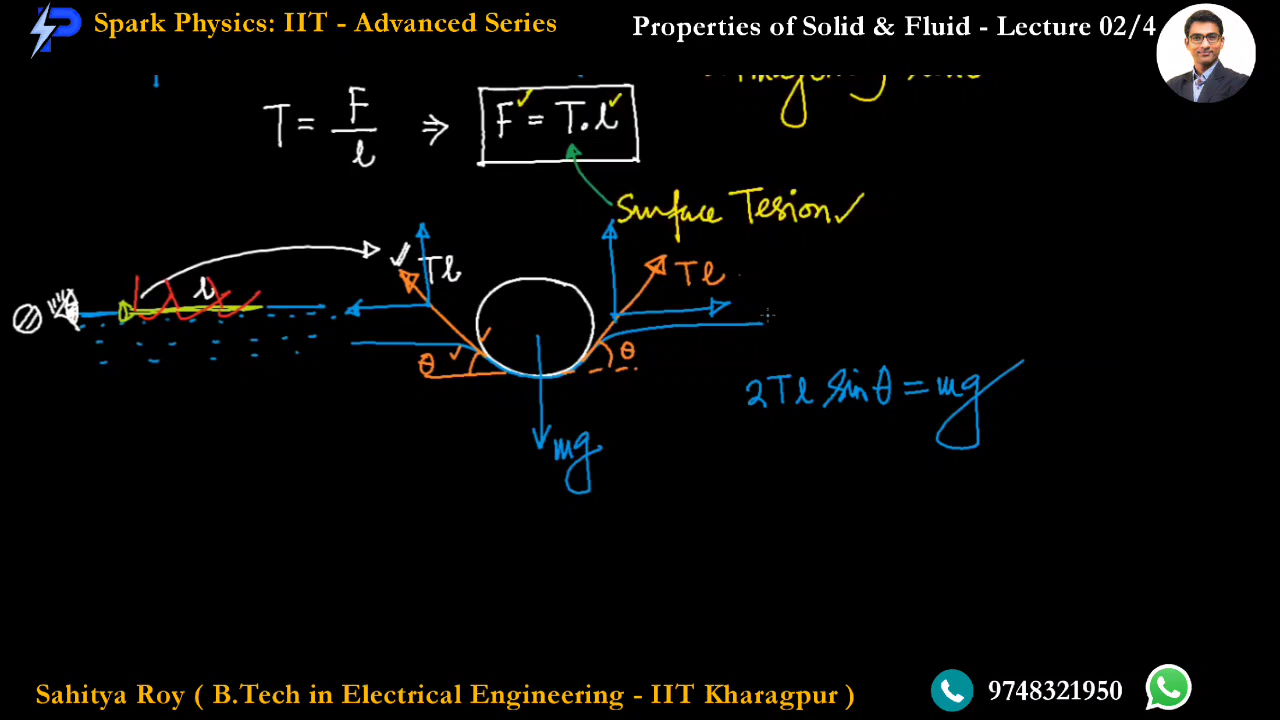 Spark Physics: IIT - Advanced Series
Properties of Solid & Fluid - Lecture 02/4
T = F/l ⇒ F = T.l
Surface Tesion
l
Tl
Tl
θ
θ
2Tl sinθ = mg
mg
Sahitya Roy ( B.Tech in Electrical Engineering - IIT Kharagpur )
9748321950